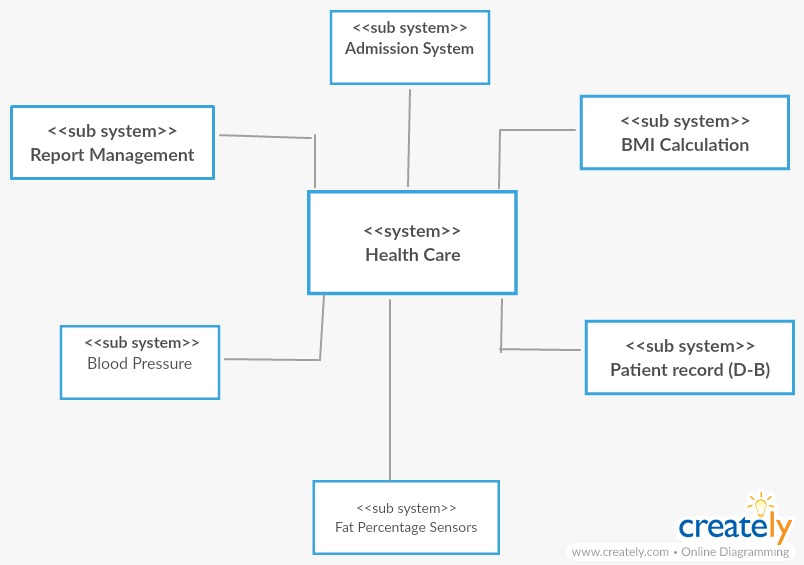 <<sub system>>
Admission System
<<sub system>>
Report Management
<<sub system>>
BMI Calculation
<<system>>
Health Care
<<sub system>>
Blood Pressure
<<sub system>>
Patient record (D-B)
<<sub system>>
Fat Percentage Sensors
creately
www.creately.com • Online Diagramming